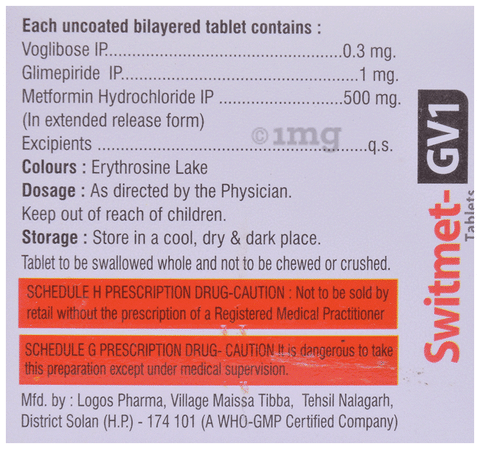 Each uncoated bilayered tablet contains :
Voglibose IP..................................................0.3 mg.
Glimepiride IP..................................................1 mg.
Metformin Hydrochloride IP ..........................500 mg.
(In extended release form)
Excipients ......................................................q.s.
Colours : Erythrosine Lake
Dosage : As directed by the Physician.
Keep out of reach of children.
Storage : Store in a cool, dry & dark place.
Tablet to be swallowed whole and not to be chewed or crushed.
SCHEDULE H PRESCRIPTION DRUG-CAUTION : Not to be sold by
retail without the prescription of a Registered Medical Practitioner
SCHEDULE G PRESCRIPTION DRUG- CAUTION It is dangerous to take
this preparation except under medical supervision.
Mfd. by : Logos Pharma, Village Maissa Tibba, Tehsil Nalagarh,
District Solan (H.P.) - 174 101 (A WHO-GMP Certified Company)
Switmet-GV1
Tablets
©1mg